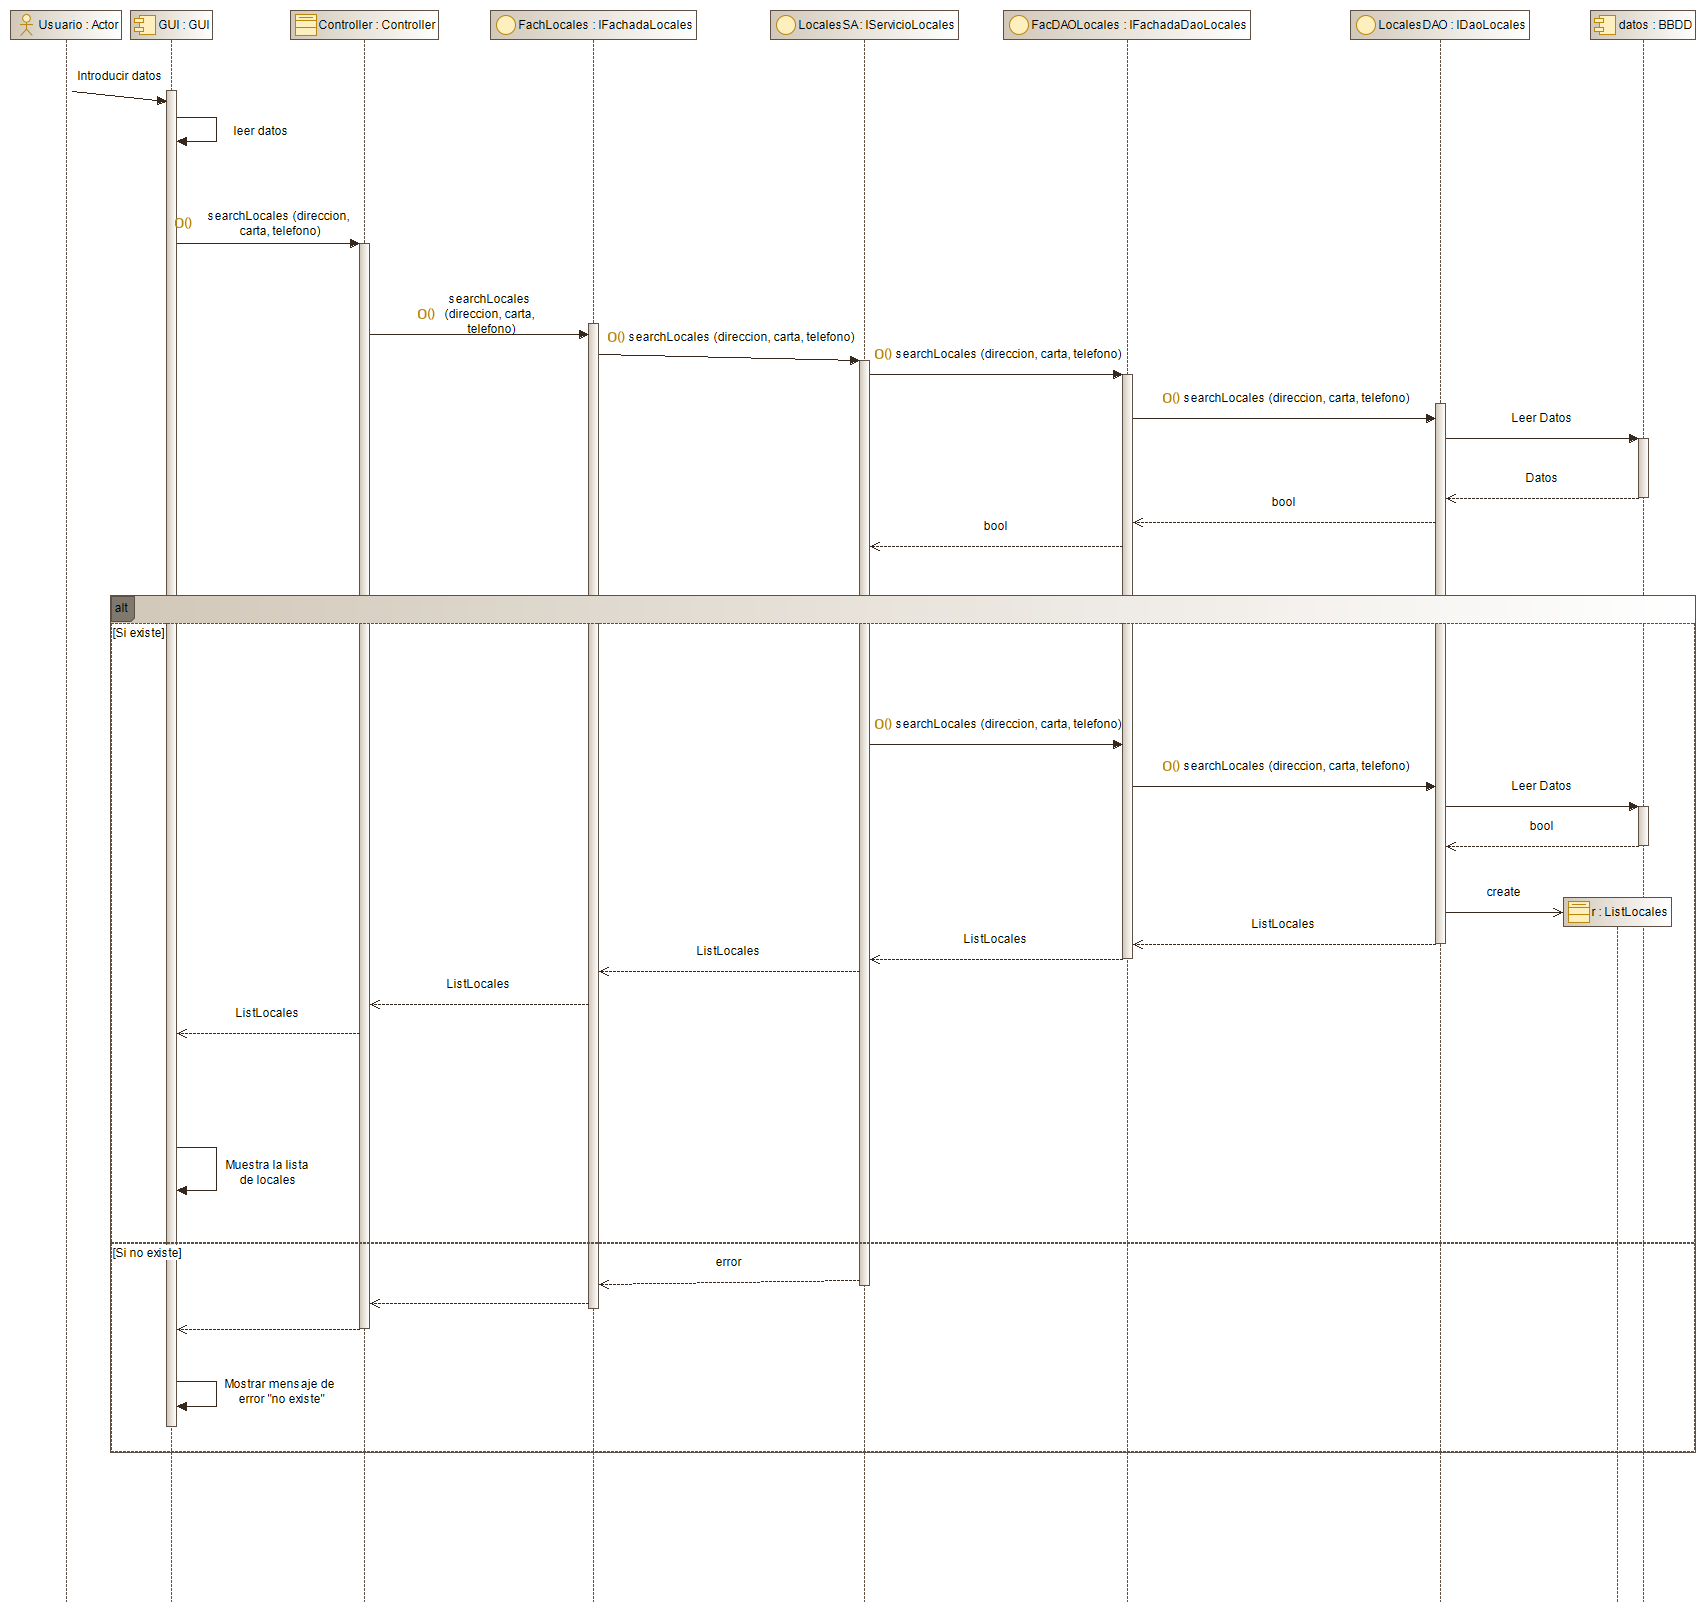 Usuario : Actor
GUI : GUI
Controller : Controller
FachLocales : IFachadaLocales
LocalesSA: IServicioLocales
FacDAOLocales : IFachadaDaoLocales
LocalesDAO : IDaoLocales
datos : BBDD
Introducir datos
leer datos
searchLocales (direccion,
carta, telefono)
searchLocales
(direccion, carta,
telefono)
searchLocales (direccion, carta, telefono)
searchLocales (direccion, carta, telefono)
searchLocales (direccion, carta, telefono)
Leer Datos
Datos
bool
bool
alt
[Si existe]
searchLocales (direccion, carta, telefono)
searchLocales (direccion, carta, telefono)
Leer Datos
bool
create
r : ListLocales
ListLocales
ListLocales
ListLocales
ListLocales
ListLocales
Muestra la lista
de locales
[Si no existe]
error
Mostrar mensaje de
error "no existe"